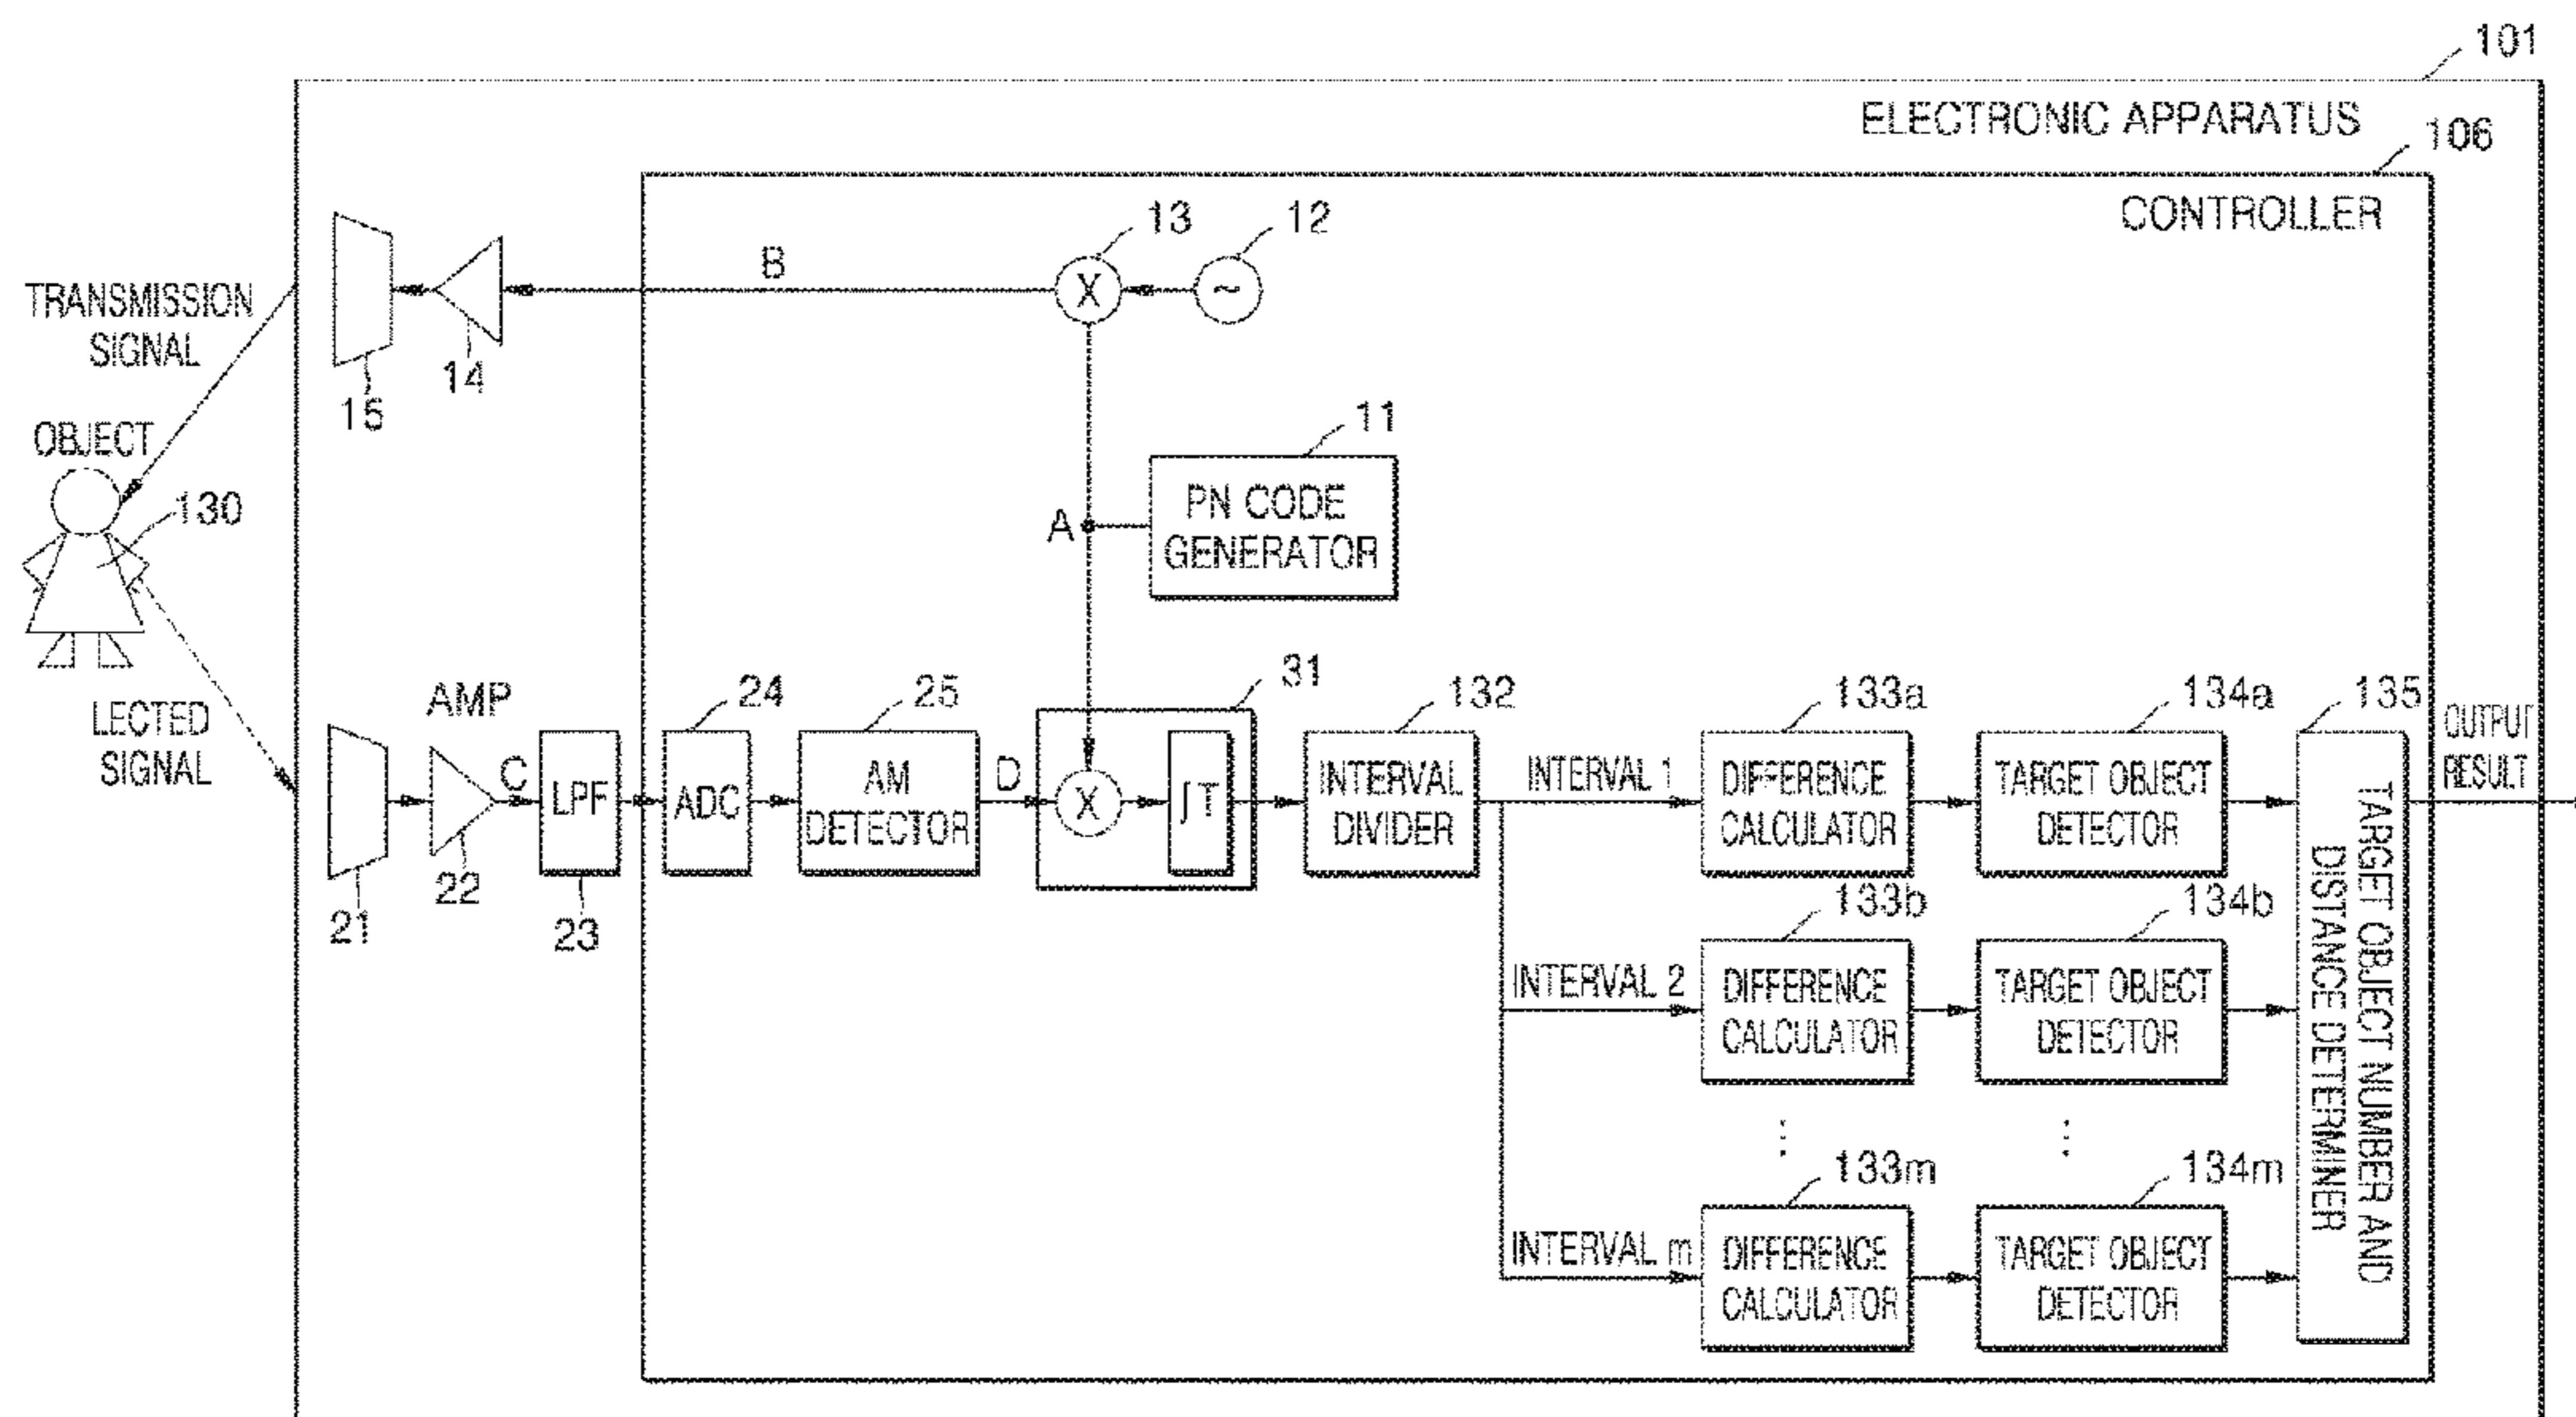 101
ELECTRONIC APPARATUS
106
CONTROLLER
13
12
B
X
~
TRANSMISSION
SIGNAL
14
15
OBJECT
11
130
A
PN CODE
GENERATOR
LECTED
SIGNAL
AMP
24
25
31
132
133a
134a
135
OUTPUT
RESULT
C
LPF
ADC
AM
DETECTOR
D
X
∫T
INTERVAL
DIVIDER
INTERVAL 1
DIFFERENCE
CALCULATOR
TARGET OBJECT
DETECTOR
TARGET OBJECT NUMBER AND
DISTANCE DETERMINER
21
22
23
133b
134b
INTERVAL 2
DIFFERENCE
CALCULATOR
TARGET OBJECT
DETECTOR
⋮
⋮
133m
134m
INTERVAL m
DIFFERENCE
CALCULATOR
TARGET OBJECT
DETECTOR